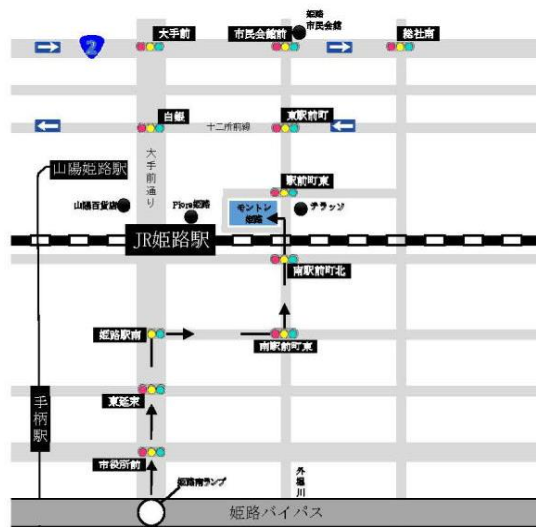 姫路
市民会館
大手前
市民会館前
総社南
2
白銀
十二所前線
東駅前町
大手前通り
山陽姫路駅
駅前町東
山陽百貨店
Piore姫路
モントン
姫路
テラッソ
JR姫路駅
南駅前町北
姫路駅南
南駅前町東
手柄駅
東延末
市役所前
外堀川
姫路南ランプ
姫路バイパス